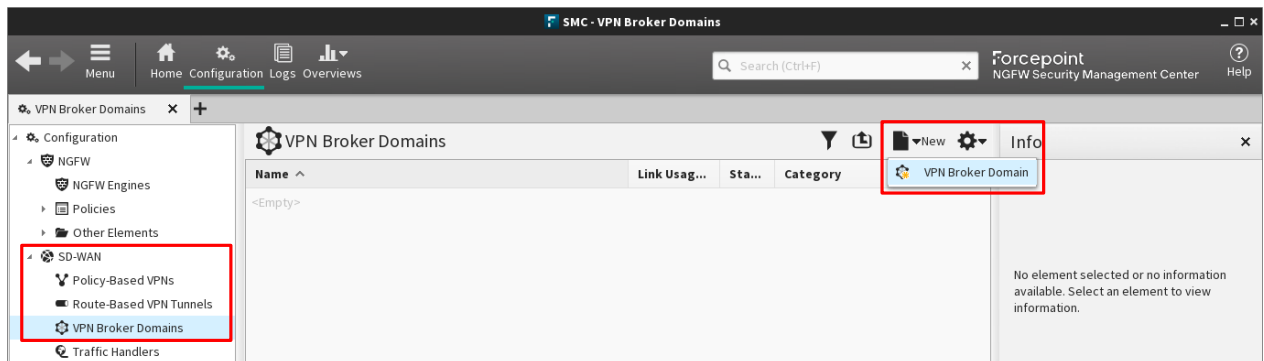 SMC - VPN Broker Domains
Menu
Home Configuration Logs Overviews
Search (Ctrl+F)
Forcepoint
NGFW Security Management Center
Help
VPN Broker Domains
Configuration
NGFW
NGFW Engines
Policies
Other Elements
SD-WAN
Policy-Based VPNs
Route-Based VPN Tunnels
VPN Broker Domains
Traffic Handlers
VPN Broker Domains
New
Name Link Usag... Sta... Category
VPN Broker Domain
<Empty>
Info
No element selected or no information
available. Select an element to view
information.